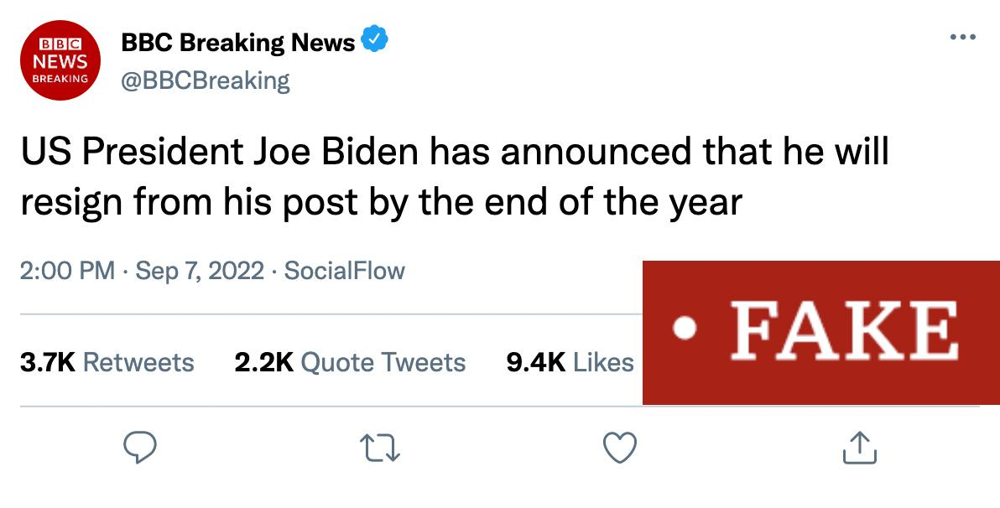 BBC
NEWS
BREAKING
BBC Breaking News
@BBCBreaking
US President Joe Biden has announced that he will
resign from his post by the end of the year
2:00 PM · Sep 7, 2022 · SocialFlow
3.7K Retweets 2.2K Quote Tweets 9.4K Likes
• FAKE